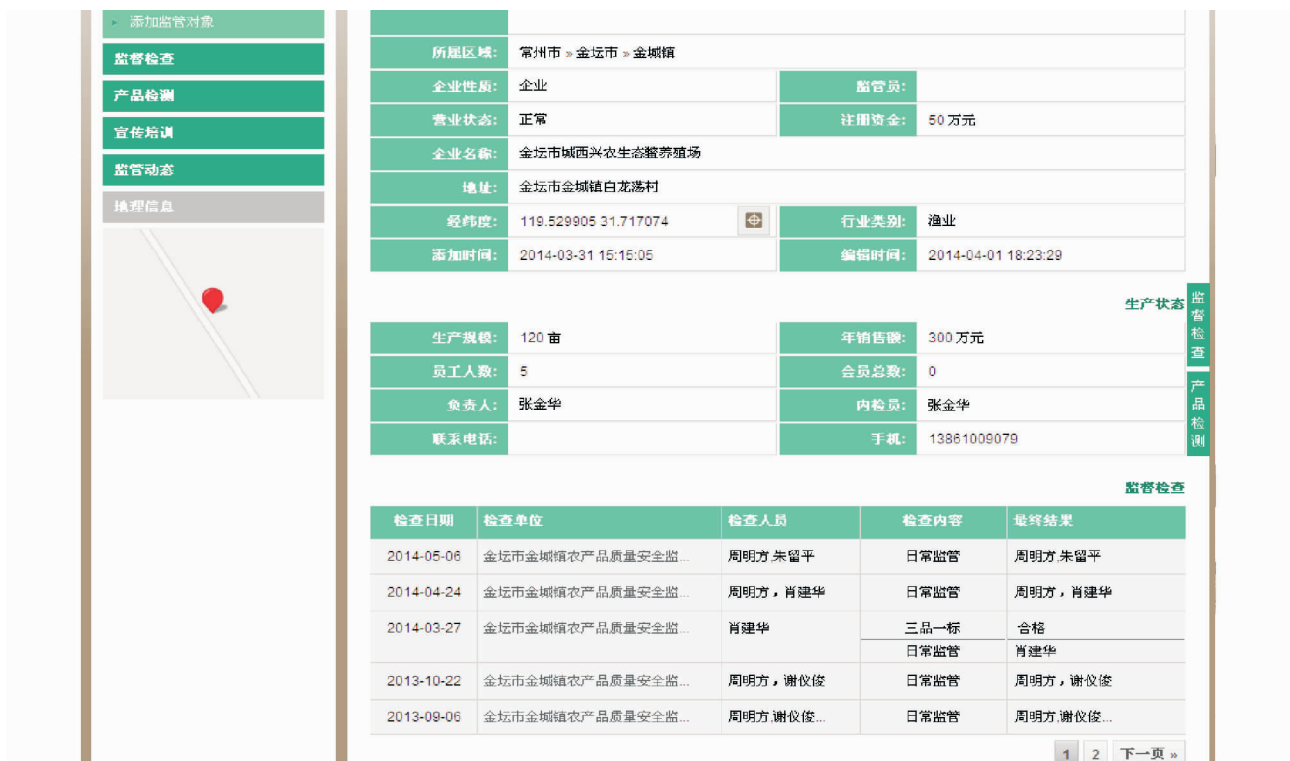 添加监管对象
监督检查
产品检测
宣传培训
监管动态
地理信息
所属区域: 常州市 » 金坛市 » 金城镇
企业性质: 企业 监管员:
营业状态: 正常 注册资金: 50 万元
企业名称: 金坛市城西兴农生态鳖养殖场
地址: 金坛市金城镇白龙荡村
经纬度: 119.529905 31.717074 行业类别: 渔业
添加时间: 2014-03-31 15:15:05 编辑时间: 2014-04-01 18:23:29
生产状态
生产规模: 120 亩 年销售额: 300 万元
员工人数: 5 会员总数: 0
负责人: 张金华 内检员: 张金华
联系电话: 手机: 13861009079
监督检查
产品检测
监督检查
检查日期 检查单位 检查人员 检查内容 最终结果
2014-05-06 金坛市金城镇农产品质量安全监... 周明方,朱留平 日常监管 周明方,朱留平
2014-04-24 金坛市金城镇农产品质量安全监... 周明方，肖建华 日常监管 周明方，肖建华
2014-03-27 金坛市金城镇农产品质量安全监... 肖建华 三品一标 合格
日常监管 肖建华
2013-10-22 金坛市金城镇农产品质量安全监... 周明方，谢仪俊 日常监管 周明方，谢仪俊
2013-09-06 金坛市金城镇农产品质量安全监... 周明方,谢仪俊... 日常监管 周明方,谢仪俊...
1 2 下一页 »